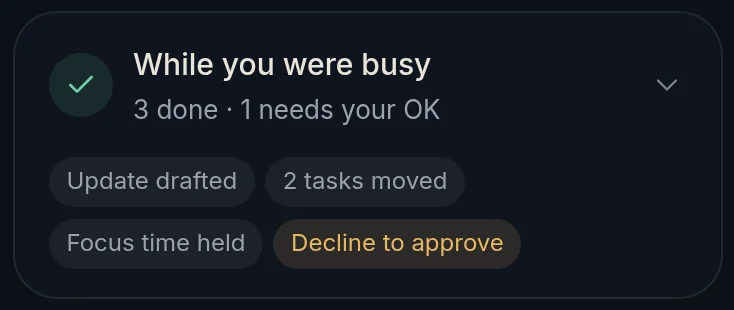 While you were busy
3 done · 1 needs your OK
Update drafted
2 tasks moved
Focus time held
Decline to approve